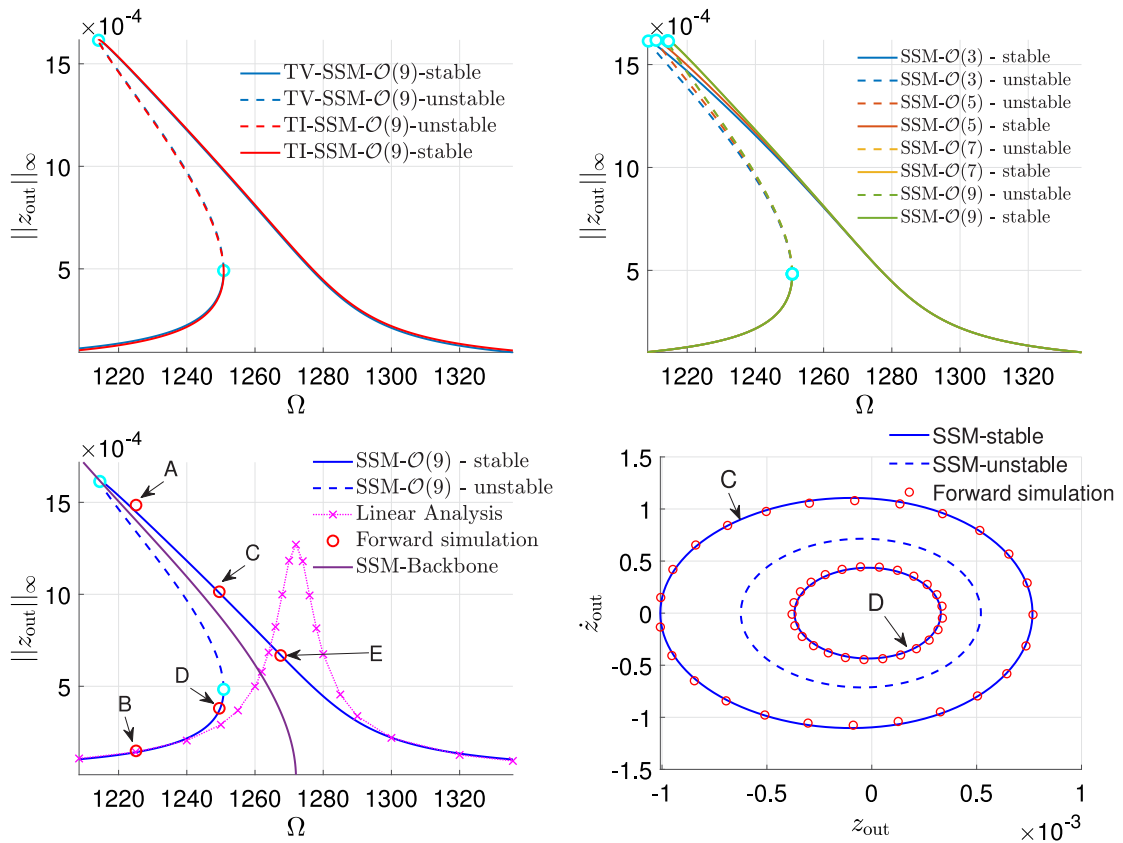 ×10⁻⁴
15
10
5
||z_out||_∞
1220 1240 1260 1280 1300 1320
Ω
TV-SSM-𝒪(9)-stable
TV-SSM-𝒪(9)-unstable
TI-SSM-𝒪(9)-unstable
TI-SSM-𝒪(9)-stable
×10⁻⁴
15
10
5
||z_out||_∞
1220 1240 1260 1280 1300 1320
Ω
SSM-𝒪(3) - stable
SSM-𝒪(3) - unstable
SSM-𝒪(5) - unstable
SSM-𝒪(5) - stable
SSM-𝒪(7) - unstable
SSM-𝒪(7) - stable
SSM-𝒪(9) - unstable
SSM-𝒪(9) - stable
×10⁻⁴
15
10
5
||z_out||_∞
1220 1240 1260 1280 1300 1320
Ω
SSM-𝒪(9) - stable
SSM-𝒪(9) - unstable
Linear Analysis
Forward simulation
SSM-Backbone
A
C
E
D
B
SSM-stable
SSM-unstable
Forward simulation
C
D
1.5
1
0.5
0
-0.5
-1
-1.5
ż_out
-1 -0.5 0 0.5 1
z_out
×10⁻³